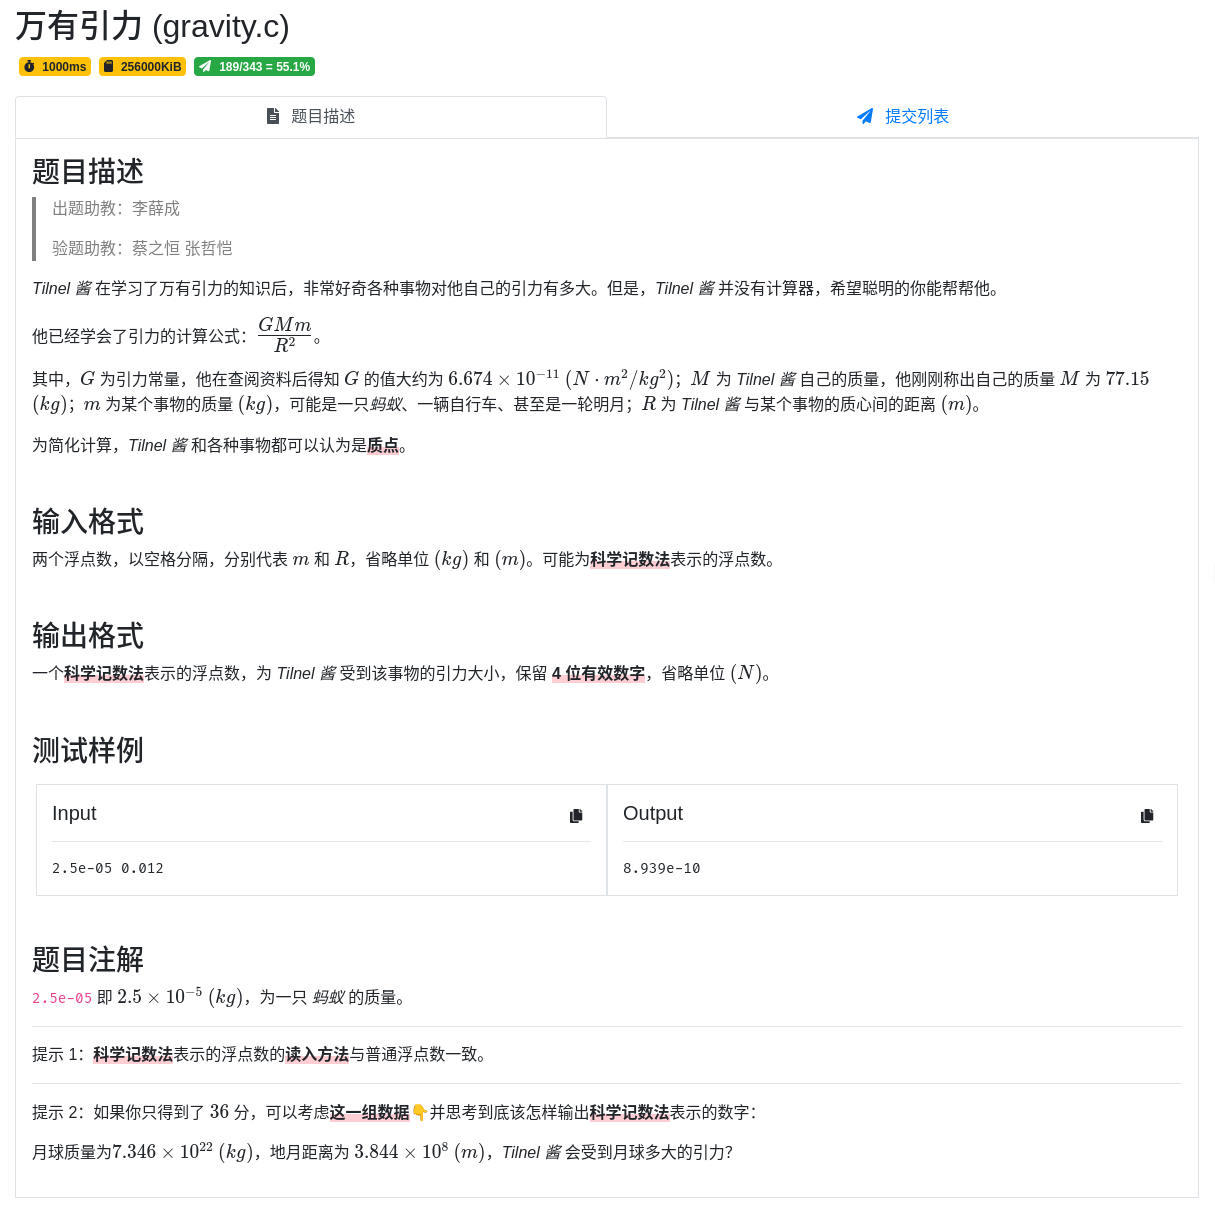 万有引力 (gravity.c)
1000ms 256000KiB 189/343 = 55.1%
题目描述 提交列表
题目描述
出题助教：李薛成
验题助教：蔡之恒 张哲恺
Tilnel 酱 在学习了万有引力的知识后，非常好奇各种事物对他自己的引力有多大。但是，Tilnel 酱 并没有计算器，希望聪明的你能帮帮他。
他已经学会了引力的计算公式：$\frac{GMm}{R^2}$。
其中，G 为引力常量，他在查阅资料后得知 G 的值大约为 6.674 × 10⁻¹¹ (N · m²/kg²)；M 为 Tilnel 酱 自己的质量，他刚刚称出自己的质量 M 为 77.15
(kg)；m 为某个事物的质量 (kg)，可能是一只蚂蚁、一辆自行车、甚至是一轮明月；R 为 Tilnel 酱 与某个事物的质心间的距离 (m)。
为简化计算，Tilnel 酱 和各种事物都可以认为是质点。
输入格式
两个浮点数，以空格分隔，分别代表 m 和 R，省略单位 (kg) 和 (m)。可能为科学记数法表示的浮点数。
输出格式
一个科学记数法表示的浮点数，为 Tilnel 酱 受到该事物的引力大小，保留 4 位有效数字，省略单位 (N)。
测试样例
Input Output
2.5e-05 0.012 8.939e-10
题目注解
2.5e-05 即 2.5 × 10⁻⁵ (kg)，为一只 蚂蚁 的质量。
提示 1：科学记数法表示的浮点数的读入方法与普通浮点数一致。
提示 2：如果你只得到了 36 分，可以考虑这一组数据👇并思考到底该怎样输出科学记数法表示的数字：
月球质量为7.346 × 10²² (kg)，地月距离为 3.844 × 10⁸ (m)，Tilnel 酱 会受到月球多大的引力？